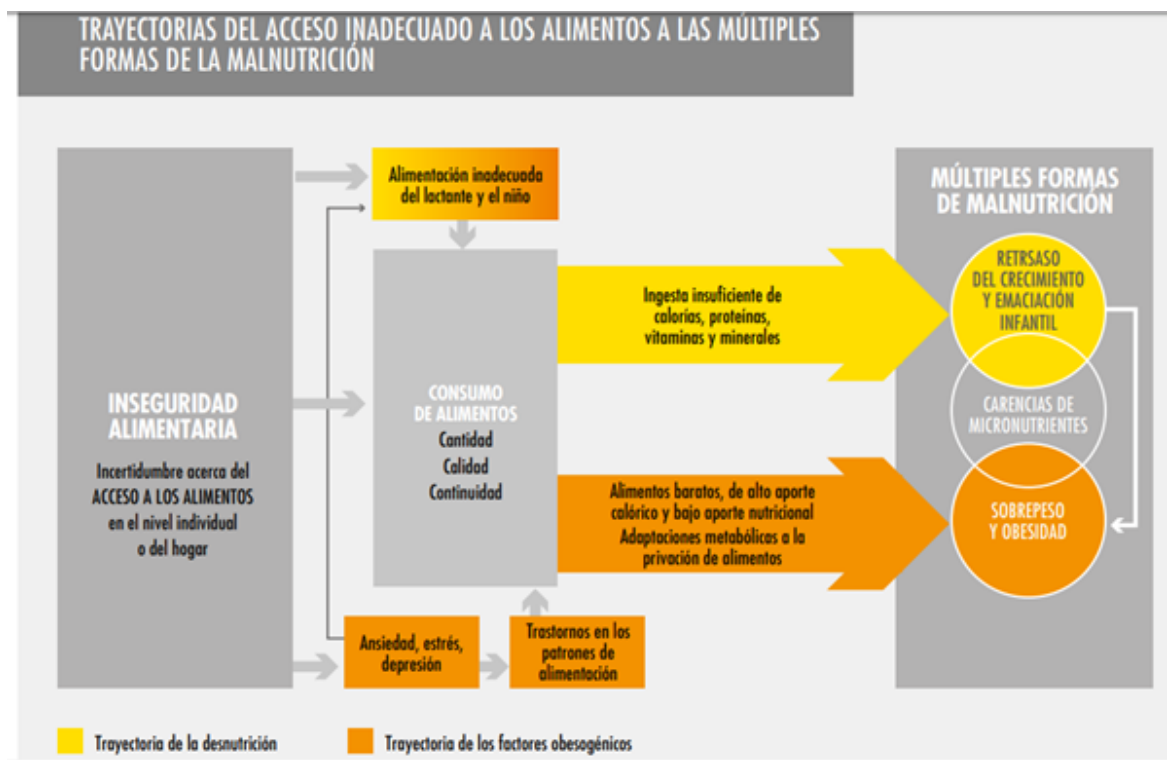 TRAYECTORIAS DEL ACCESO INADECUADO A LOS ALIMENTOS A LAS MÚLTIPLES
FORMAS DE LA MALNUTRICIÓN
INSEGURIDAD
ALIMENTARIA
Incertidumbre acerca del
ACCESO A LOS ALIMENTOS
en el nivel individual
o del hogar
Alimentación inadecuada
del lactante y el niño
CONSUMO
DE ALIMENTOS
Cantidad
Calidad
Continuidad
Ansiedad, estrés,
depresión
Trastornos en los
patrones de
alimentación
Ingesta insuficiente de
calorías, proteínas,
vitaminas y minerales
Alimentos baratos, de alto aporte
calórico y bajo aporte nutricional
Adaptaciones metabólicas a la
privación de alimentos
MÚLTIPLES FORMAS
DE MALNUTRICIÓN
RETRSASO
DEL CRECIMIENTO
Y EMACIACIÓN
INFANTIL
CARENCIAS DE
MICRONUTRIENTES
SOBREPESO
Y OBESIDAD
Trayectoria de la desnutrición
Trayectoria de los factores obesogénicos